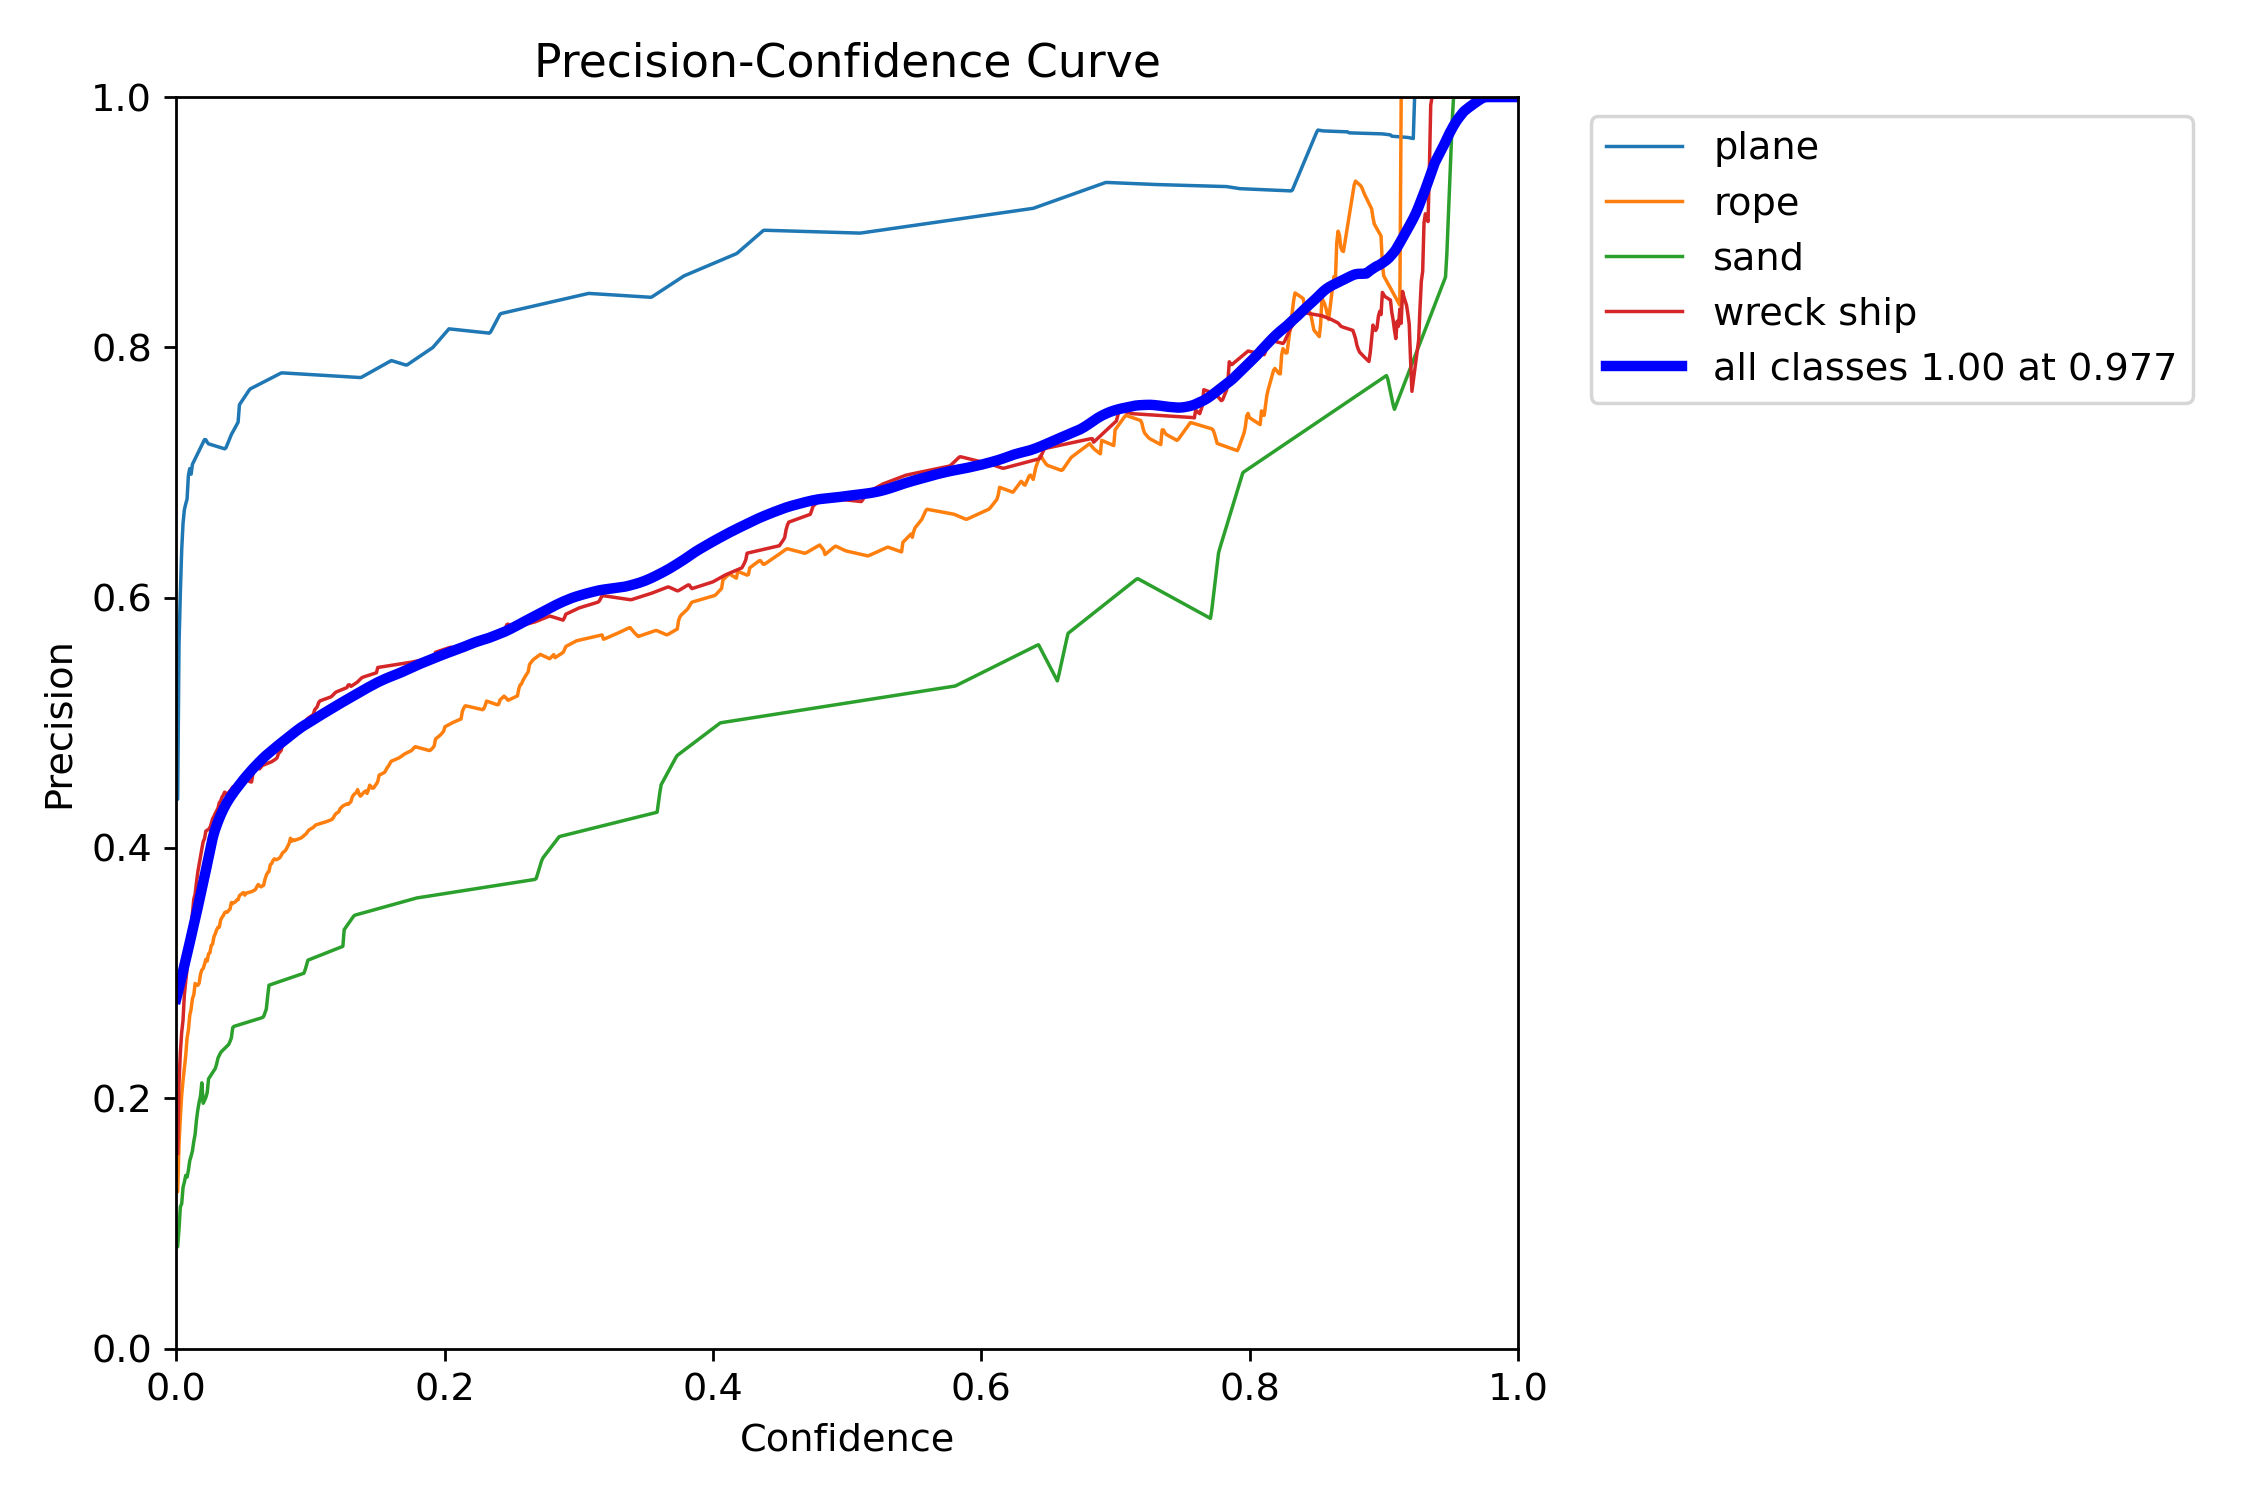 Precision-Confidence Curve
1.0
0.8
0.6
0.4
0.2
0.0
Precision
0.0 0.2 0.4 0.6 0.8 1.0
Confidence
plane
rope
sand
wreck ship
all classes 1.00 at 0.977